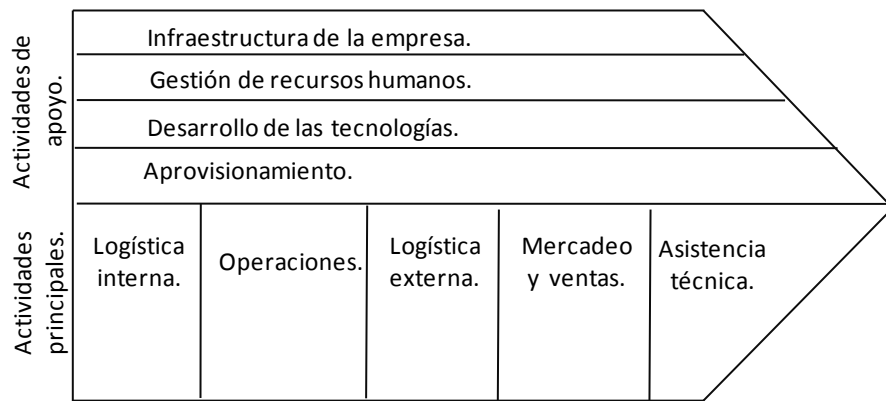 Actividades de
apoyo.
Infraestructura de la empresa.
Gestión de recursos humanos.
Desarrollo de las tecnologías.
Aprovisionamiento.
Actividades
principales.
Logística
interna.
Operaciones.
Logística
externa.
Mercadeo
y ventas.
Asistencia
técnica.